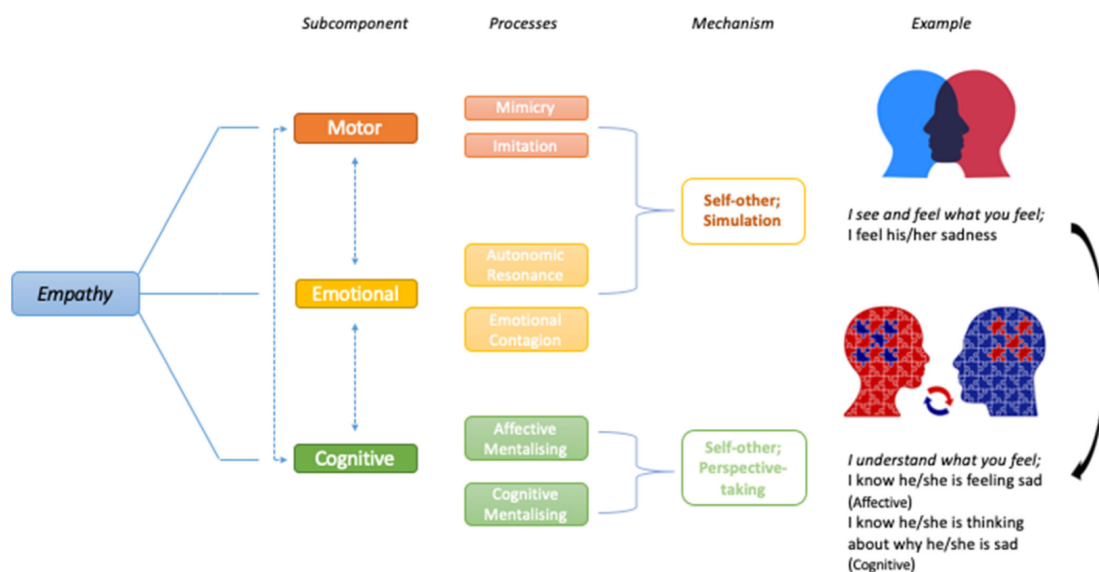 Subcomponent
Processes
Mechanism
Example
Empathy
Motor
Emotional
Cognitive
Mimicry
Imitation
Autonomic
Resonance
Emotional
Contagion
Affective
Mentalising
Cognitive
Mentalising
Self-other;
Simulation
Self-other;
Perspective-
taking
I see and feel what you feel;
I feel his/her sadness
I understand what you feel;
I know he/she is feeling sad
(Affective)
I know he/she is thinking
about why he/she is sad
(Cognitive)